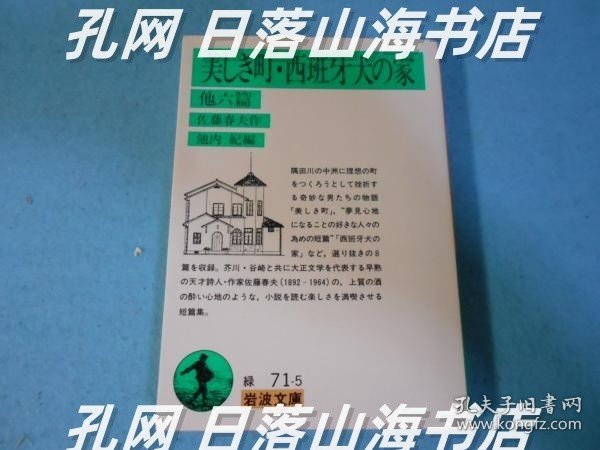 孔网 日落山海书店
美しき町・西班牙犬の家
他六篇
佐藤春夫作
池内 紀編
隅田川の中洲に理想の町
をつくろうとして挫折す
る奇妙な男たちの物語
「美しき町」、"夢見心地
になることの好きな人々の
為めの短篇"「西班牙犬の
家」など，選り抜きの8
篇を収録。芥川・谷崎と共に大正文学を代表する早熟
の天才詩人・作家佐藤春夫(1892‐1964)の，上質の酒
の酔い心地のような，小説を読む楽しさを満喫させる
短篇集。
緑 71-5
岩波文庫
孔夫子旧书网
www.kongfz.com
孔网 日落山海书店